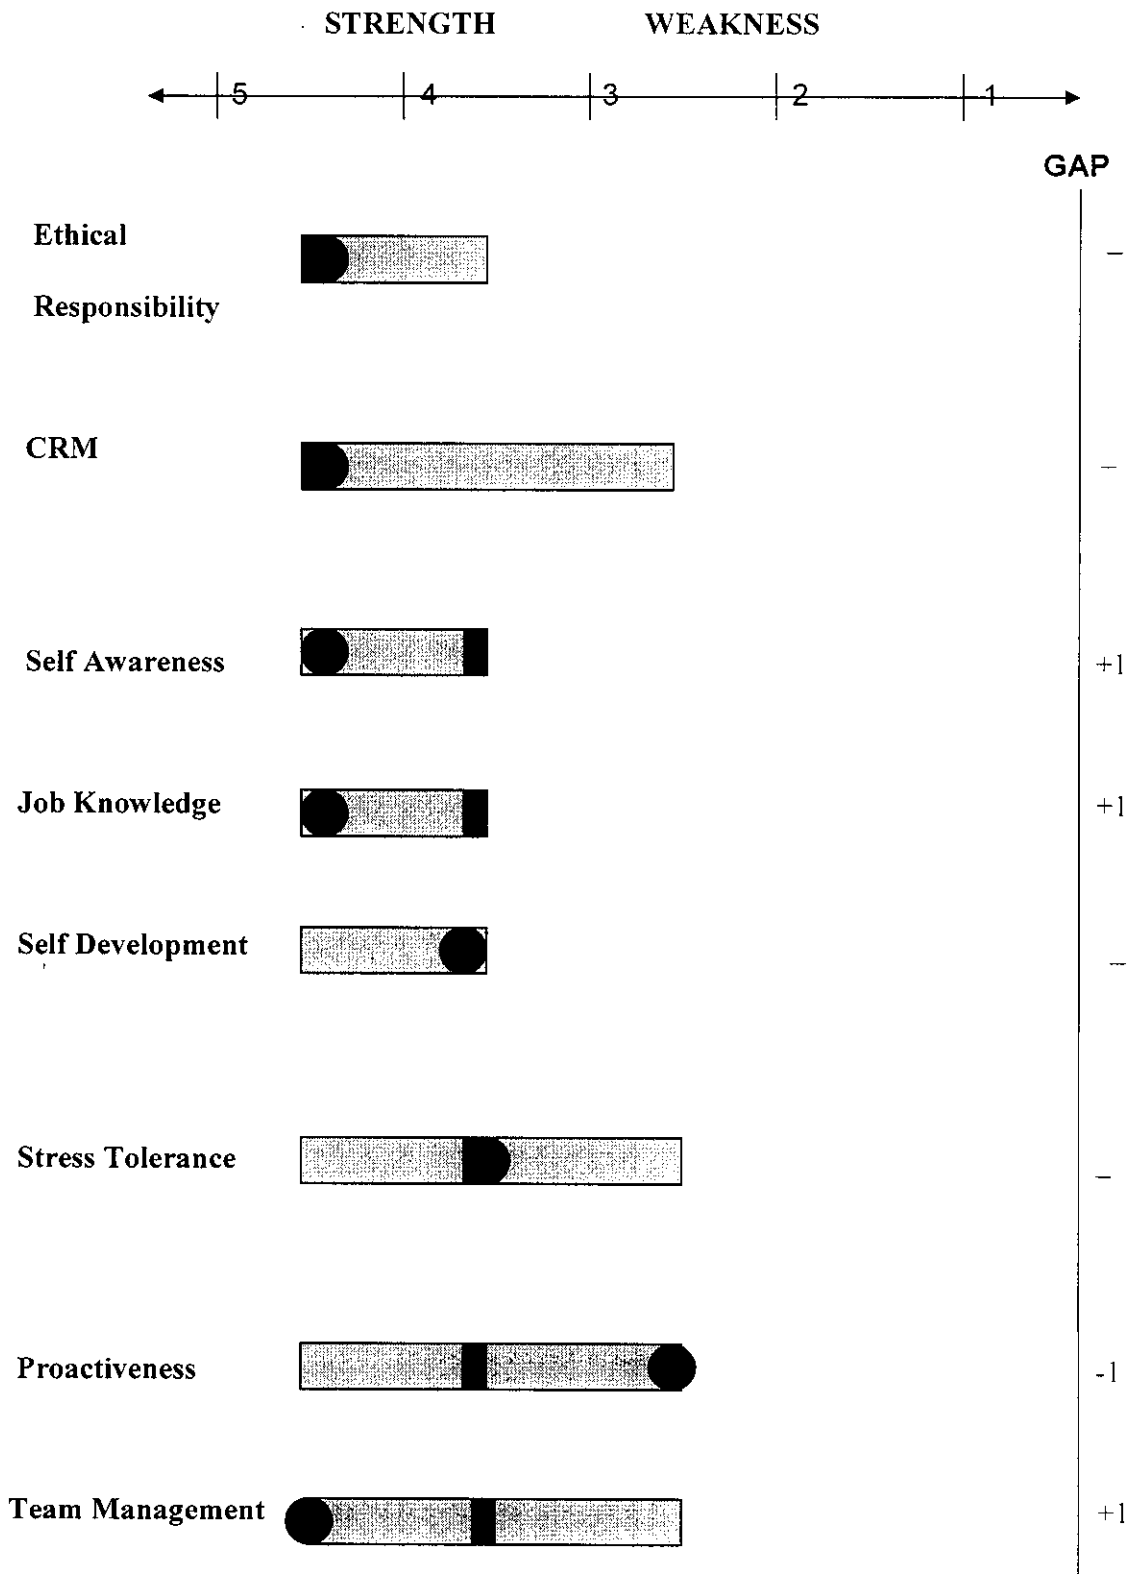 STRENGTH WEAKNESS
5 4 3 2 1
GAP
Ethical
–
Responsibility
CRM
–
Self Awareness
+1
Job Knowledge
+1
Self Development
–
Stress Tolerance
–
Proactiveness
-1
Team Management
+1